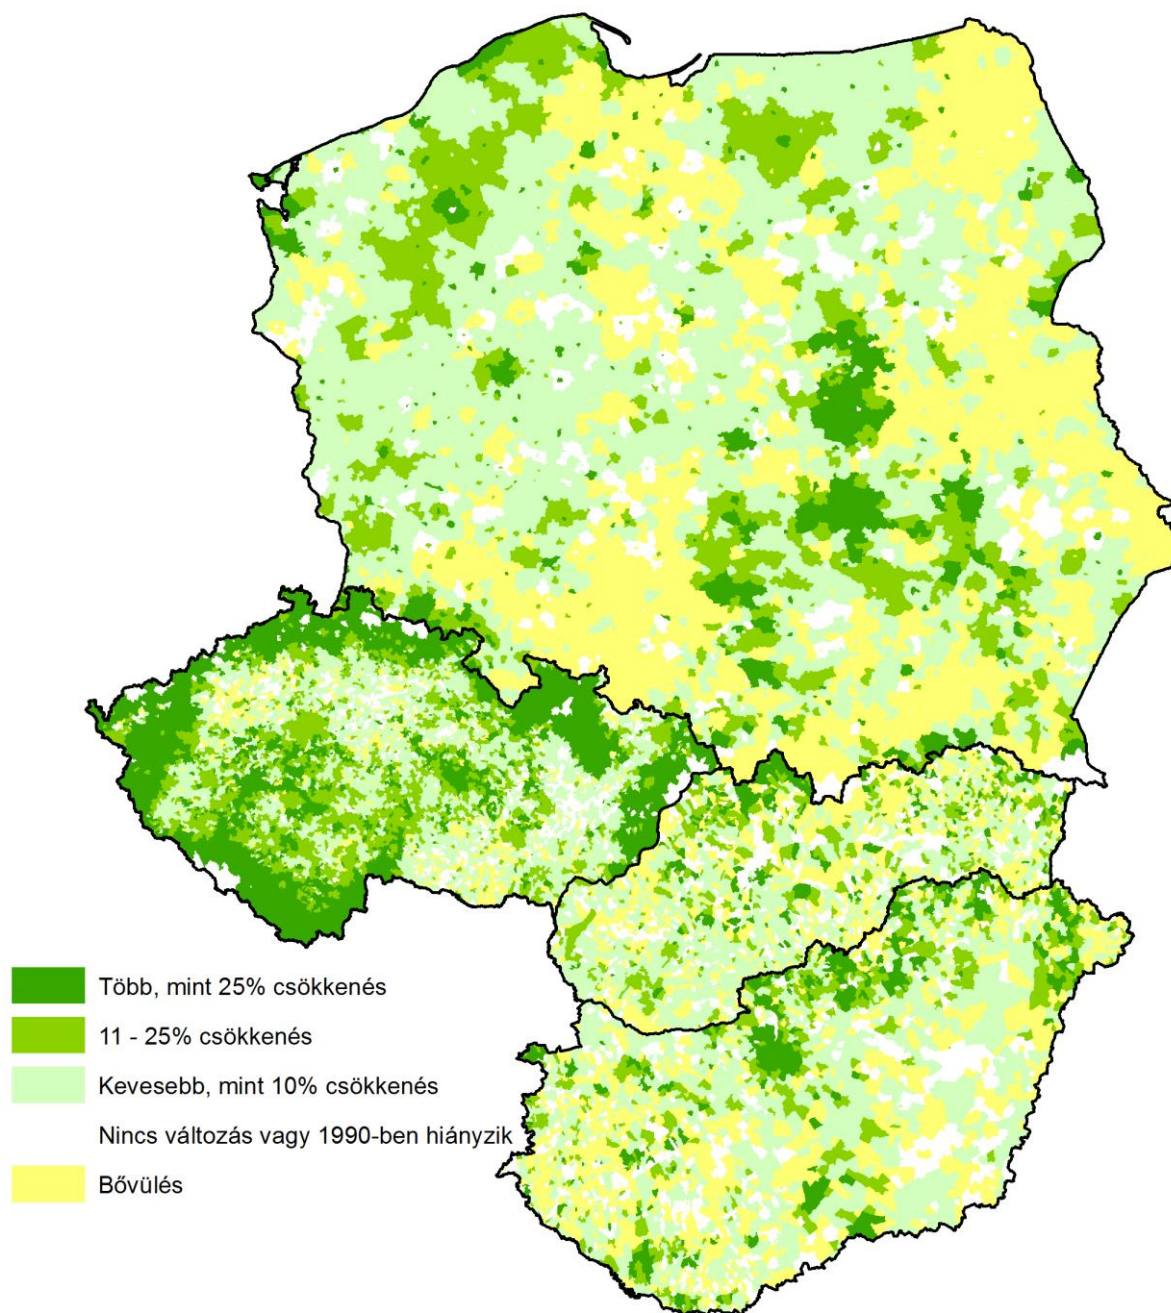 Több, mint 25% csökkenés
11 - 25% csökkenés
Kevesebb, mint 10% csökkenés
Nincs változás vagy 1990-ben hiányzik
Bővülés